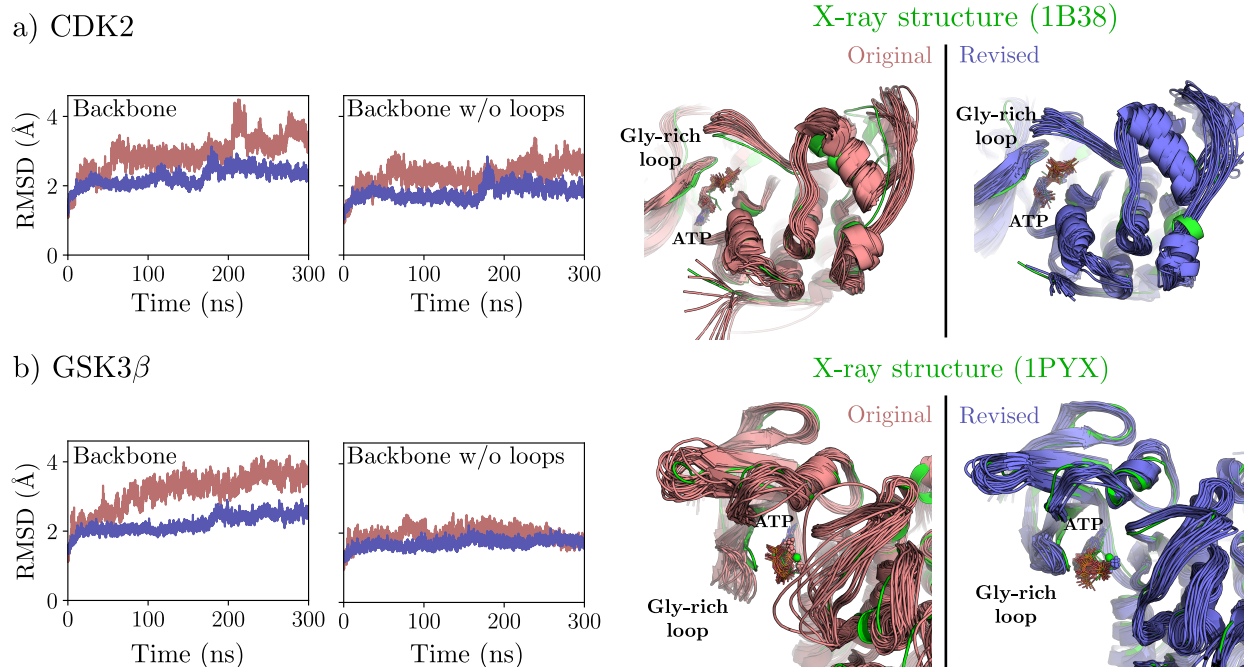 a) CDK2
X-ray structure (1B38)
Original
Revised
Backbone
Backbone w/o loops
RMSD (Å)
4
2
0
0
100
200
300
0
100
200
300
Time (ns)
Time (ns)
Gly-rich
loop
ATP
Gly-rich
loop
ATP
b) GSK3β
X-ray structure (1PYX)
Original
Revised
Backbone
Backbone w/o loops
RMSD (Å)
4
2
0
0
100
200
300
0
100
200
300
Time (ns)
Time (ns)
ATP
Gly-rich
loop
ATP
Gly-rich
loop